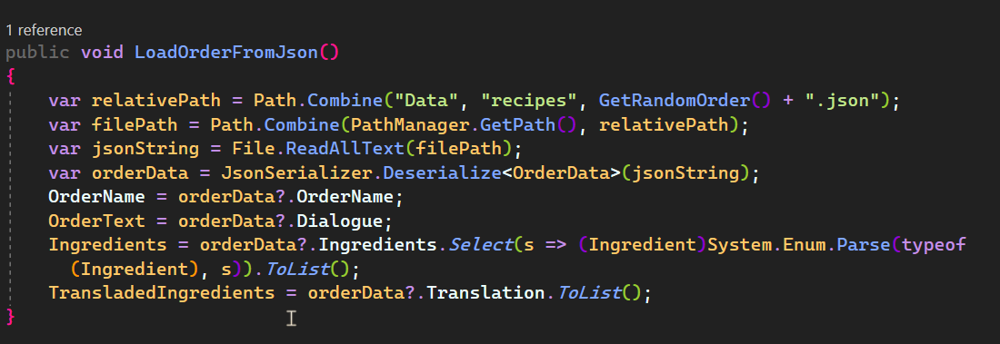 1 reference
public void LoadOrderFromJson()
{
var relativePath = Path.Combine("Data", "recipes", GetRandomOrder() + ".json");
var filePath = Path.Combine(PathManager.GetPath(), relativePath);
var jsonString = File.ReadAllText(filePath);
var orderData = JsonSerializer.Deserialize<OrderData>(jsonString);
OrderName = orderData?.OrderName;
OrderText = orderData?.Dialogue;
Ingredients = orderData?.Ingredients.Select(s => (Ingredient)System.Enum.Parse(typeof
(Ingredient), s)).ToList();
TransladedIngredients = orderData?.Translation.ToList();
}